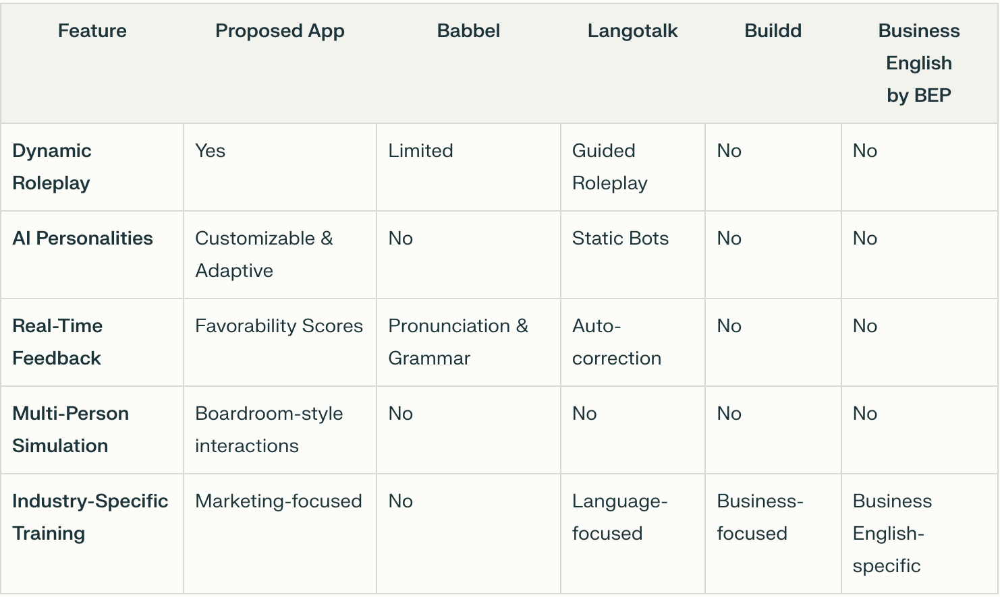 Feature Proposed App Babbel Langotalk Buildd Business
English
by BEP
Dynamic Yes Limited Guided No No
Roleplay Roleplay
AI Personalities Customizable & No Static Bots No No
Adaptive
Real-Time Favorability Scores Pronunciation & Auto- No No
Feedback Grammar correction
Multi-Person Boardroom-style No No No No
Simulation interactions
Industry-Specific Marketing-focused No Language- Business- Business
Training focused focused English-
specific